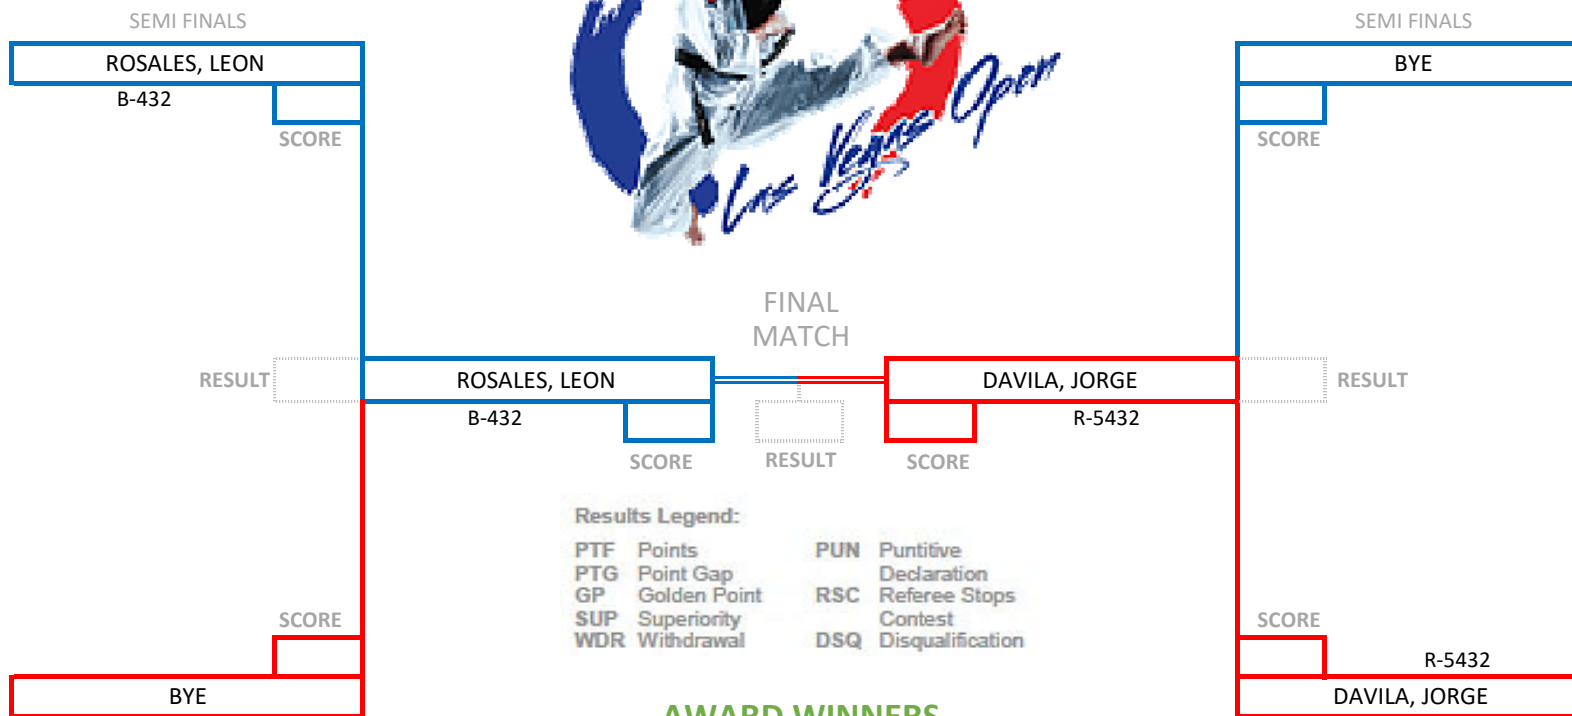 SEMI FINALS
SEMI FINALS
ROSALES, LEON
BYE
B-432
SCORE
SCORE
Las Vegas Open
FINAL
MATCH
RESULT
ROSALES, LEON
DAVILA, JORGE
RESULT
B-432
R-5432
SCORE
RESULT
SCORE
Results Legend:
PTF Points
PTG Point Gap
GP Golden Point
SUP Superiority
WDR Withdrawal
PUN Puntitive
Declaration
RSC Referee Stops
Contest
DSQ Disqualification
SCORE
SCORE
R-5432
BYE
DAVILA, JORGE
AWARD WINNERS